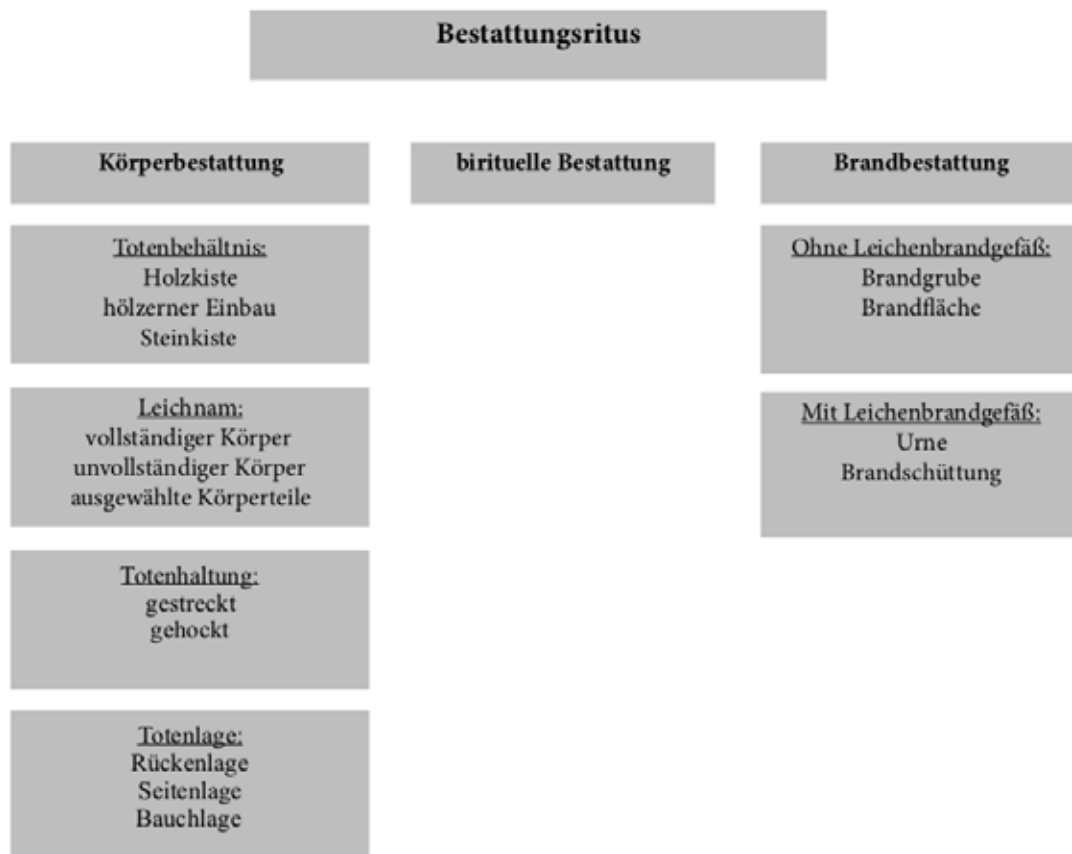 Bestattungsritus
Körperbestattung
Totenbehältnis:
Holzkiste
hölzerner Einbau
Steinkiste
Leichnam:
vollständiger Körper
unvollständiger Körper
ausgewählte Körperteile
Totenhaltung:
gestreckt
gehockt
Totenlage:
Rückenlage
Seitenlage
Bauchlage
birituelle Bestattung
Brandbestattung
Ohne Leichenbrandgefäß:
Brandgrube
Brandfläche
Mit Leichenbrandgefäß:
Urne
Brandschüttung